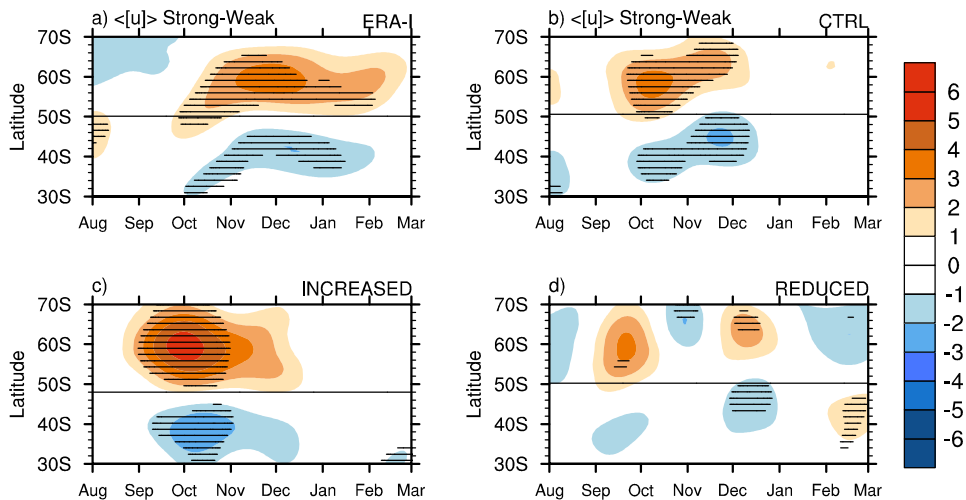 a) <[u]> Strong-Weak ERA-I
70S
60S
50S
40S
30S
Latitude
Aug Sep Oct Nov Dec Jan Feb Mar
b) <[u]> Strong-Weak CTRL
70S
60S
50S
40S
30S
Latitude
Aug Sep Oct Nov Dec Jan Feb Mar
c) INCREASED
70S
60S
50S
40S
30S
Latitude
Aug Sep Oct Nov Dec Jan Feb Mar
d) REDUCED
70S
60S
50S
40S
30S
Latitude
Aug Sep Oct Nov Dec Jan Feb Mar
6
5
4
3
2
1
0
-1
-2
-3
-4
-5
-6